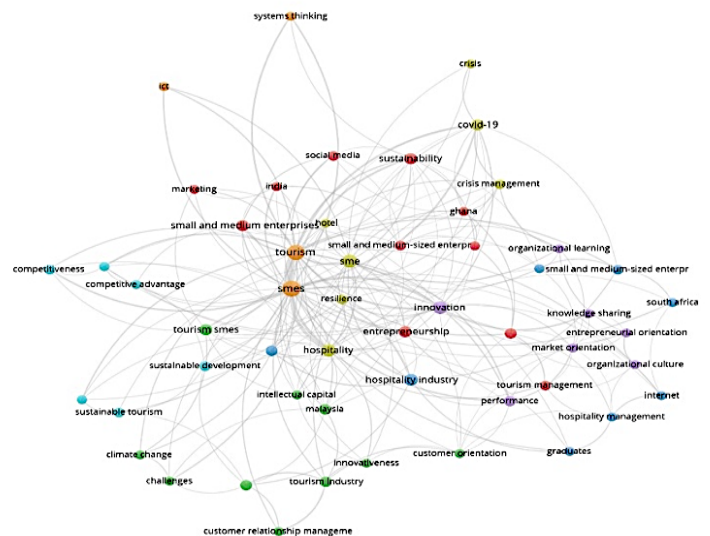 systems thinking
crisis
ict
covid-19
social media
sustainability
crisis management
marketing
india
ghana
small and medium enterprises
hotel
small and medium-sized enterpr
organizational learning
tourism
sme
competitiveness
small and medium-sized enterpr
competitive advantage
smes
resilience
south africa
innovation
knowledge sharing
tourism smes
entrepreneurship
entrepreneurial orientation
hospitality
market orientation
sustainable development
organizational culture
hospitality industry
tourism management
intellectual capital
internet
malaysia
performance
sustainable tourism
hospitality management
climate change
customer orientation
graduates
innovativeness
challenges
tourism industry
customer relationship manageme